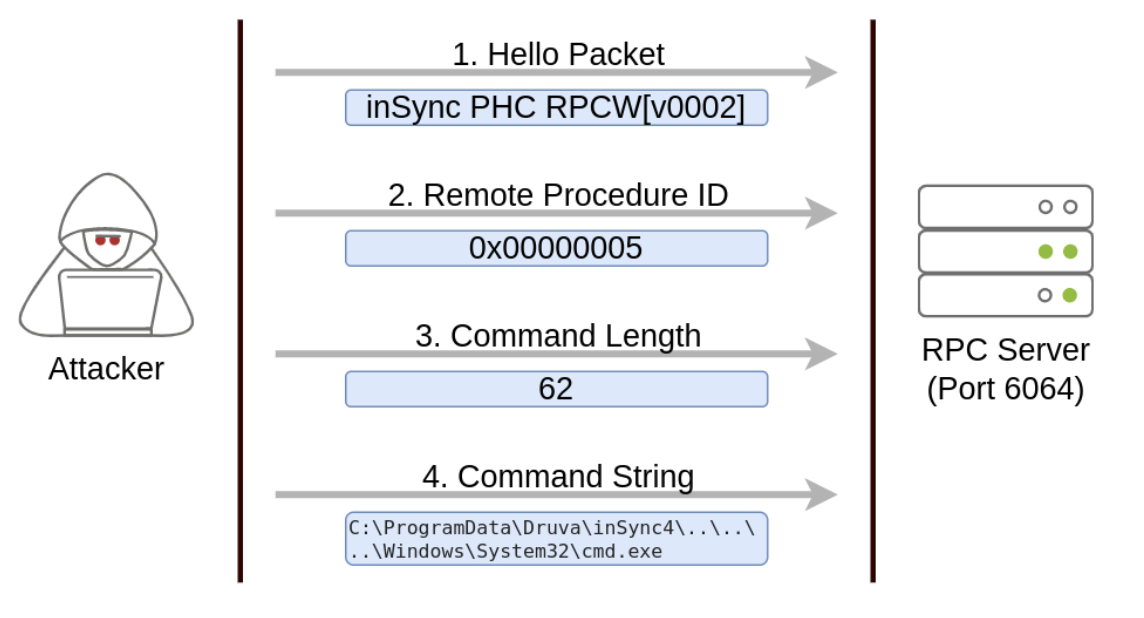 1. Hello Packet
inSync PHC RPCW[v0002]
2. Remote Procedure ID
0x00000005
3. Command Length
62
4. Command String
C:\ProgramData\Druva\inSync4\..\..\
..\Windows\System32\cmd.exe
Attacker
RPC Server
(Port 6064)